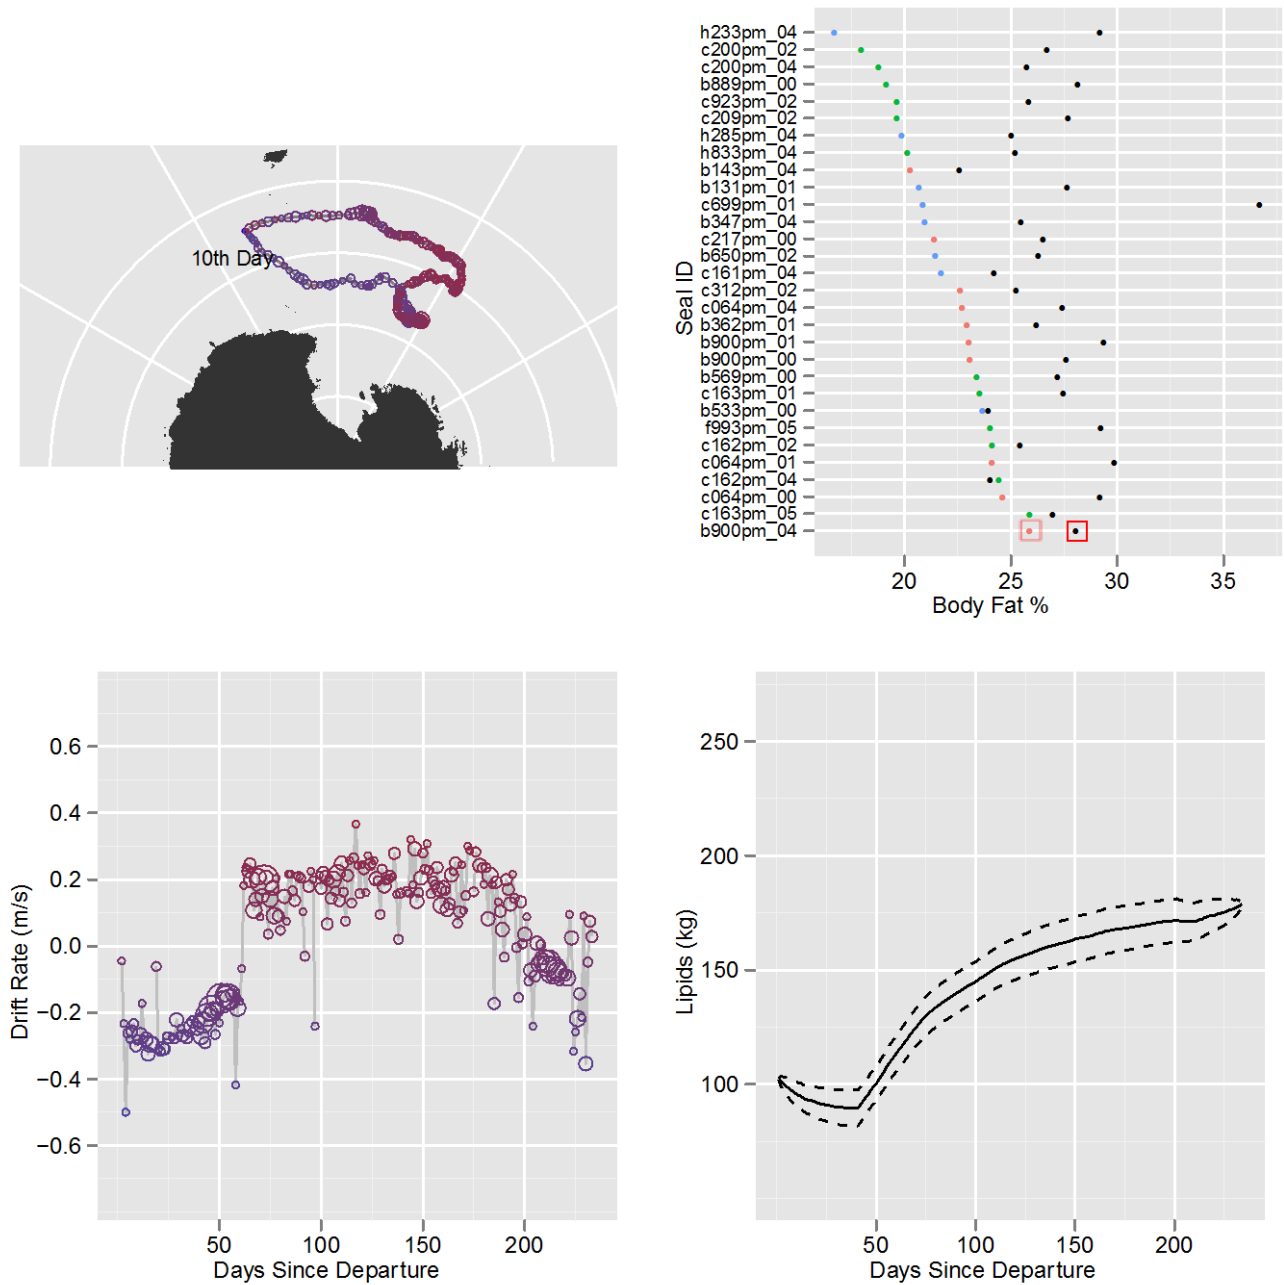 10th Day
h233pm_04
c200pm_02
c200pm_04
b889pm_00
c923pm_02
c209pm_02
h285pm_04
h833pm_04
b143pm_04
b131pm_01
c699pm_01
b347pm_04
c217pm_00
b650pm_02
c161pm_04
c312pm_02
c064pm_04
b362pm_01
b900pm_01
b900pm_00
b569pm_00
c163pm_01
b533pm_00
f993pm_05
c162pm_02
c064pm_01
c162pm_04
c064pm_00
c163pm_05
b900pm_04
Seal ID
20 25 30 35
Body Fat %
0.6
0.4
0.2
0.0
−0.2
−0.4
−0.6
Drift Rate (m/s)
50 100 150 200
Days Since Departure
250
200
150
100
Lipids (kg)
50 100 150 200
Days Since Departure